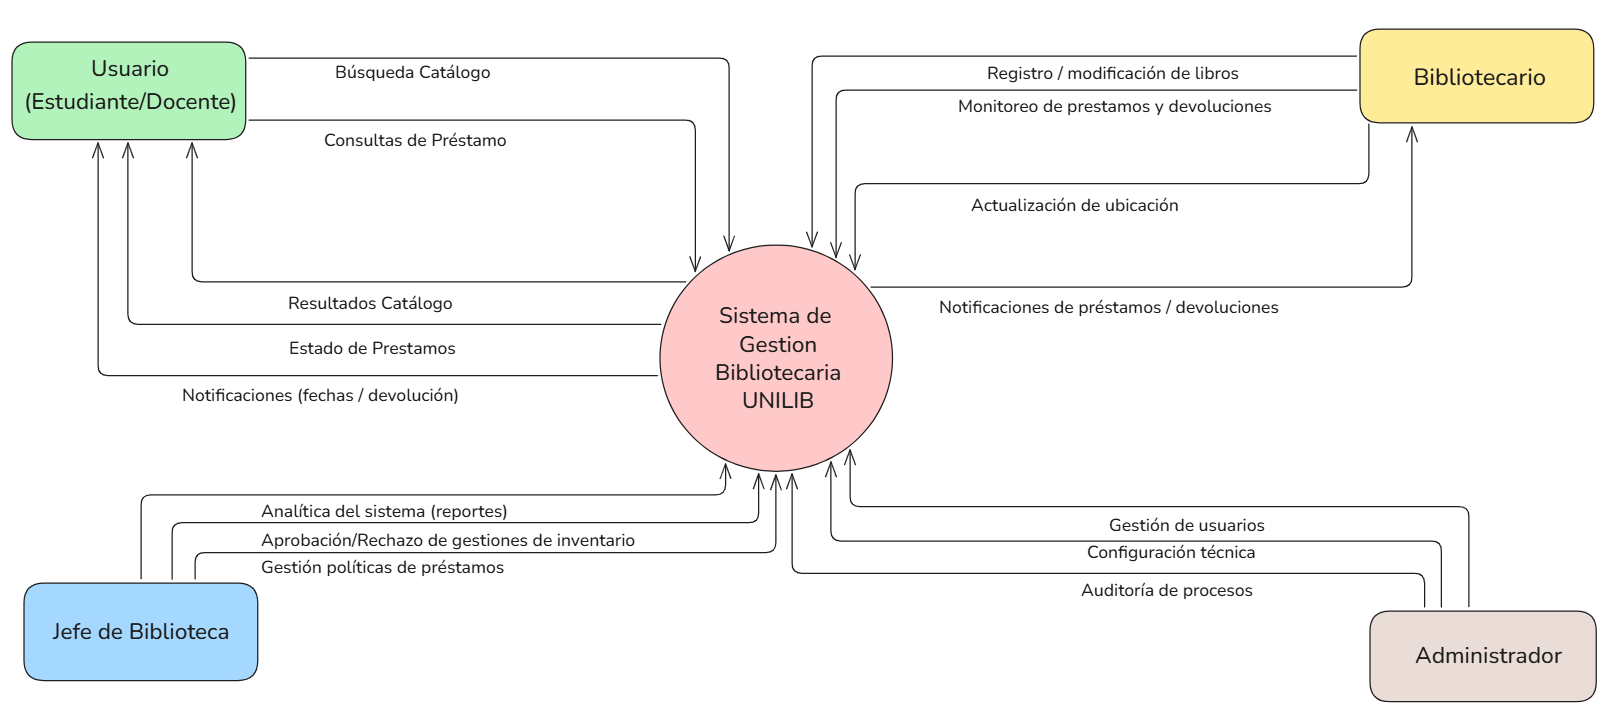 Usuario
(Estudiante/Docente)
Búsqueda Catálogo
Consultas de Préstamo
Resultados Catálogo
Estado de Prestamos
Notificaciones (fechas / devolución)
Bibliotecario
Registro / modificación de libros
Monitoreo de prestamos y devoluciones
Actualización de ubicación
Notificaciones de préstamos / devoluciones
Sistema de
Gestion
Bibliotecaria
UNILIB
Analítica del sistema (reportes)
Aprobación/Rechazo de gestiones de inventario
Gestión políticas de préstamos
Jefe de Biblioteca
Gestión de usuarios
Configuración técnica
Auditoría de procesos
Administrador